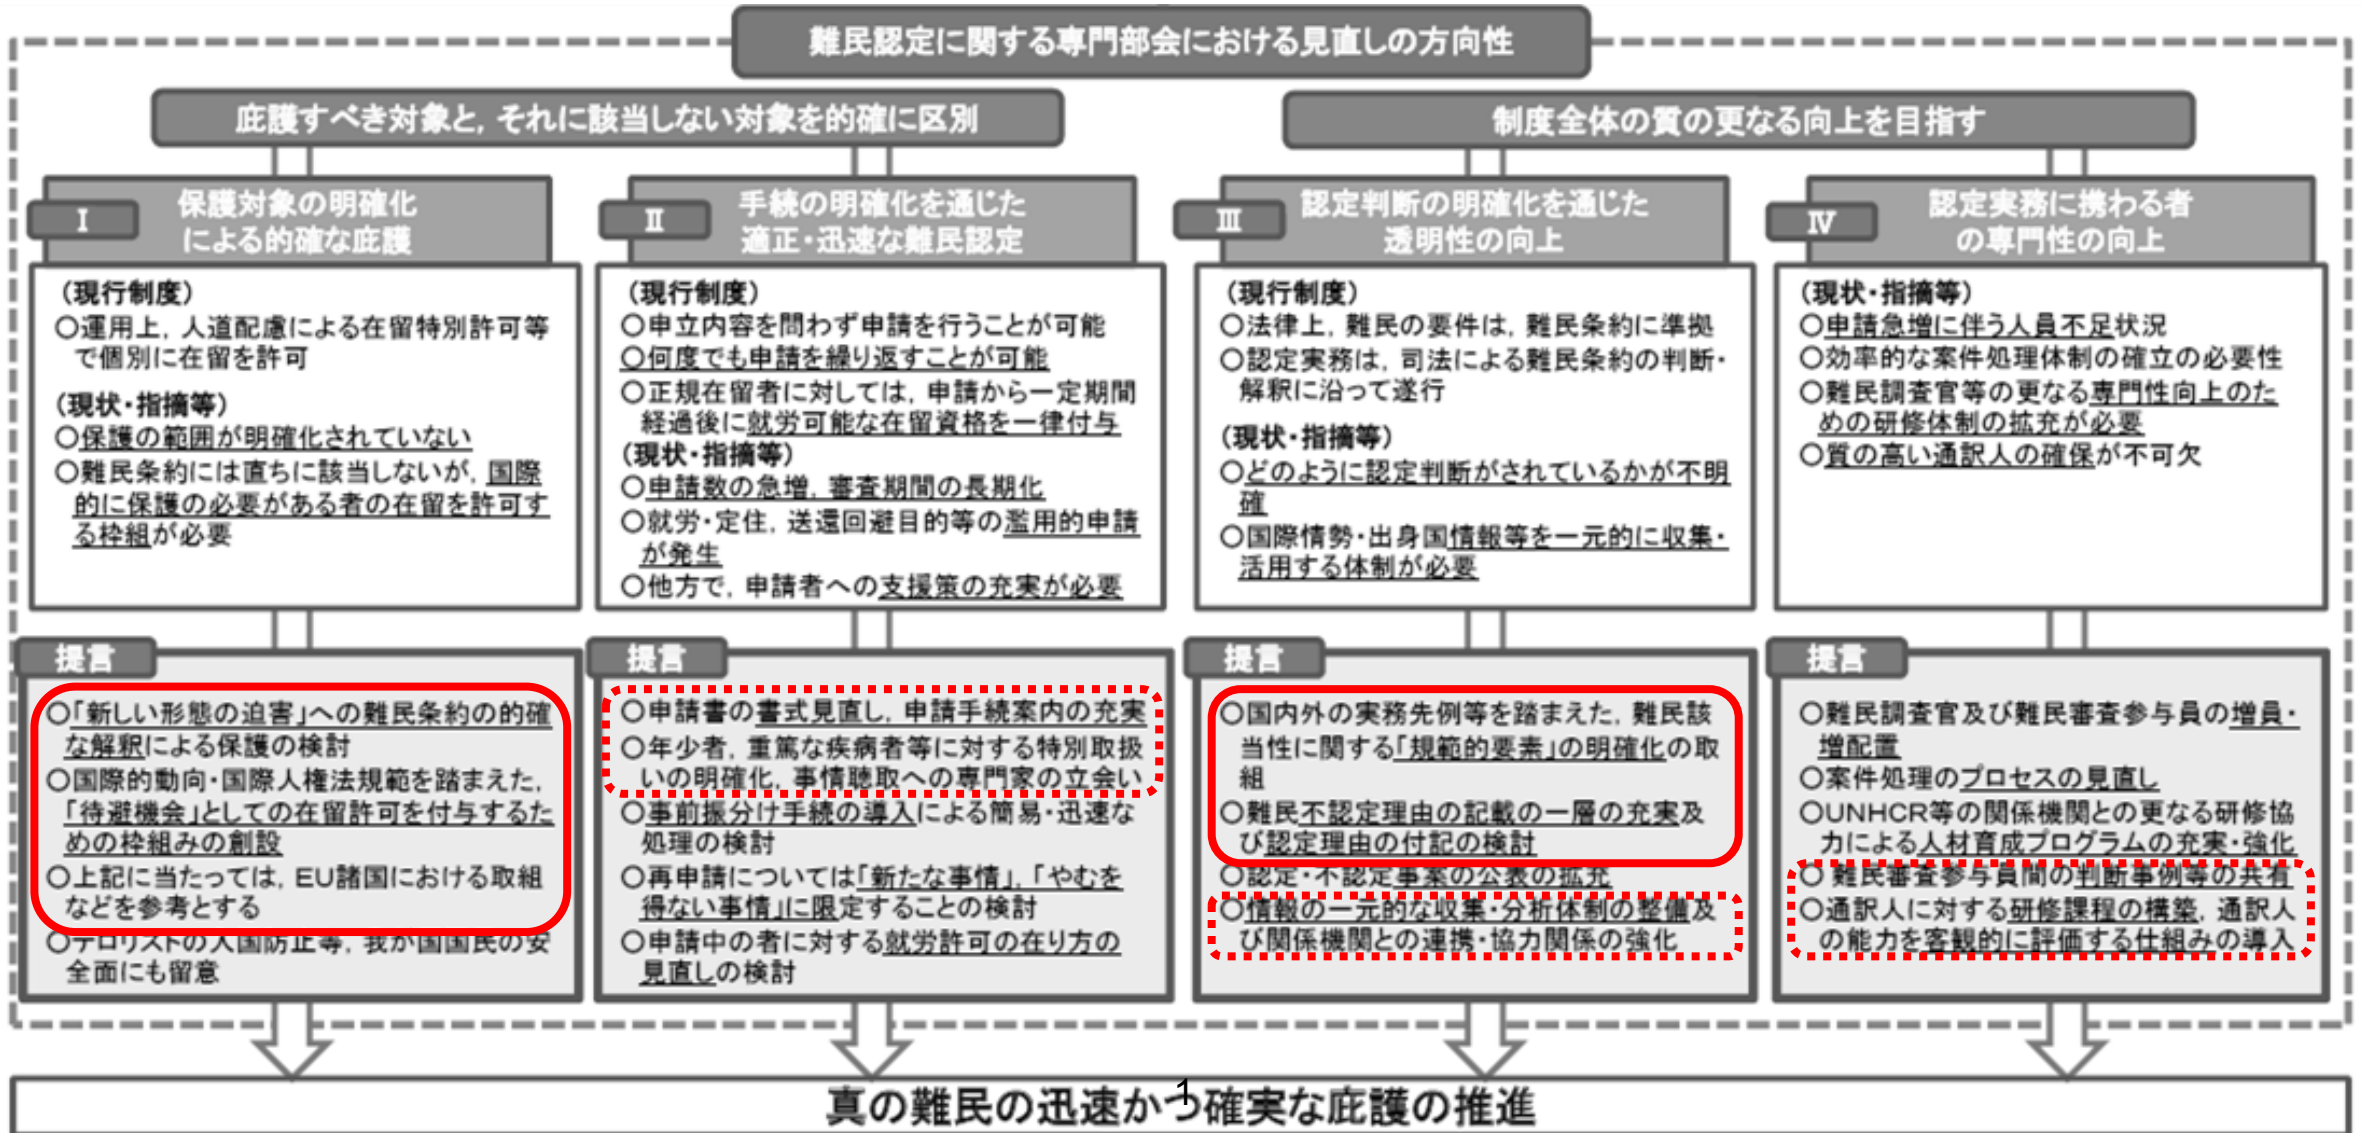 難民認定に関する専門部会における見直しの方向性
庇護すべき対象と, それに該当しない対象を的確に区別
制度全体の質の更なる向上を目指す
Ⅰ
保護対象の明確化
による的確な庇護
(現行制度)
○運用上, 人道配慮による在留特別許可等
で個別に在留を許可
(現状・指摘等)
○保護の範囲が明確化されていない
○難民条約には直ちに該当しないが, 国際
的に保護の必要がある者の在留を許可す
る枠組が必要
提言
○「新しい形態の迫害」への難民条約の的確
な解釈による保護の検討
○国際的動向・国際人権法規範を踏まえた,
「待避機会」としての在留許可を付与するた
めの枠組みの創設
○上記に当たっては, EU諸国における取組
などを参考とする
○テロリストの入国防止等, 我が国国民の安
全面にも留意
Ⅱ
手続の明確化を通じた
適正・迅速な難民認定
(現行制度)
○申立内容を問わず申請を行うことが可能
○何度でも申請を繰り返すことが可能
○正規在留者に対しては, 申請から一定期間
経過後に就労可能な在留資格を一律付与
(現状・指摘等)
○申請数の急増, 審査期間の長期化
○就労・定住, 送還回避目的等の濫用的申請
が発生
○他方で, 申請者への支援策の充実が必要
提言
○申請書の書式見直し, 申請手続案内の充実
○年少者, 重篤な疾病者等に対する特別取扱
いの明確化, 事情聴取への専門家の立会い
○事前振分け手続の導入による簡易・迅速な
処理の検討
○再申請については「新たな事情」, 「やむを
得ない事情」に限定することの検討
○申請中の者に対する就労許可の在り方の
見直しの検討
Ⅲ
認定判断の明確化を通じた
透明性の向上
(現行制度)
○法律上, 難民の要件は, 難民条約に準拠
○認定実務は, 司法による難民条約の判断・
解釈に沿って遂行
(現状・指摘等)
○どのように認定判断がされているかが不明
確
○国際情勢・出身国情報等を一元的に収集・
活用する体制が必要
提言
○国内外の実務先例等を踏まえた, 難民該
当性に関する「規範的要素」の明確化の取
組
○難民不認定理由の記載の一層の充実及
び認定理由の付記の検討
○認定・不認定事案の公表の拡充
○情報の一元的な収集・分析体制の整備及
び関係機関との連携・協力関係の強化
Ⅳ
認定実務に携わる者
の専門性の向上
(現状・指摘等)
○申請急増に伴う人員不足状況
○効率的な案件処理体制の確立の必要性
○難民調査官等の更なる専門性向上のた
めの研修体制の拡充が必要
○質の高い通訳人の確保が不可欠
提言
○難民調査官及び難民審査参与員の増員・
増配置
○案件処理のプロセスの見直し
○UNHCR等の関係機関との更なる研修協
力による人材育成プログラムの充実・強化
○ 難民審査参与員間の判断事例等の共有
○通訳人に対する研修課程の構築, 通訳人
の能力を客観的に評価する仕組みの導入
真の難民の迅速かつ確実な庇護の推進
1